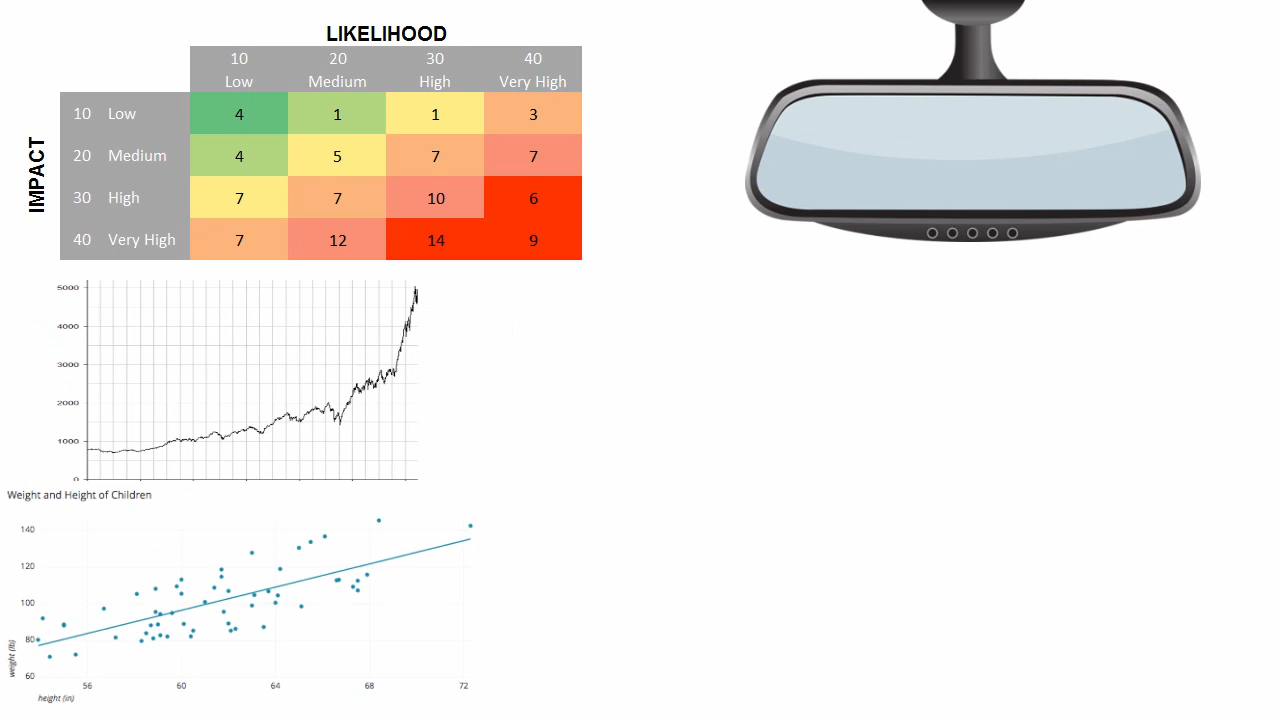 LIKELIHOOD
10 20 30 40
Low Medium High Very High
IMPACT
10 Low 4 1 1 3
20 Medium 4 5 7 7
30 High 7 7 10 6
40 Very High 7 12 14 9
5000
4000
3000
2000
1000
0
Weight and Height of Children
140
120
100
80
60
weight (lb)
56 60 64 68 72
height (in)